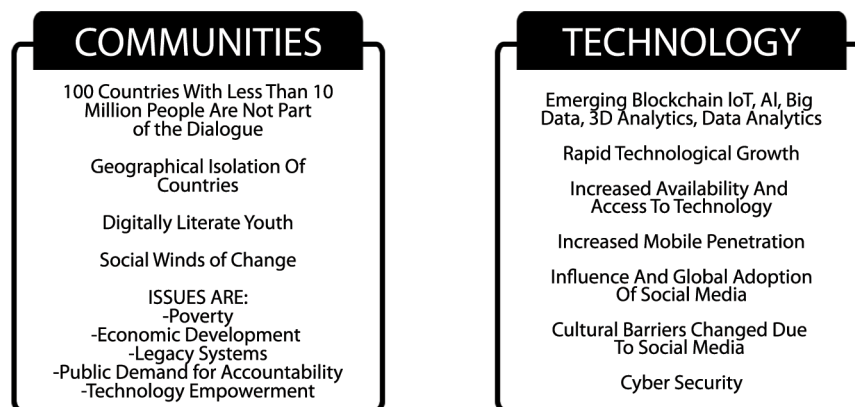 COMMUNITIES
100 Countries With Less Than 10
Million People Are Not Part
of the Dialogue
Geographical Isolation Of
Countries
Digitally Literate Youth
Social Winds of Change
ISSUES ARE:
-Poverty
-Economic Development
-Legacy Systems
-Public Demand for Accountability
-Technology Empowerment
TECHNOLOGY
Emerging Blockchain IoT, AI, Big
Data, 3D Analytics, Data Analytics
Rapid Technological Growth
Increased Availability And
Access To Technology
Increased Mobile Penetration
Influence And Global Adoption
Of Social Media
Cultural Barriers Changed Due
To Social Media
Cyber Security